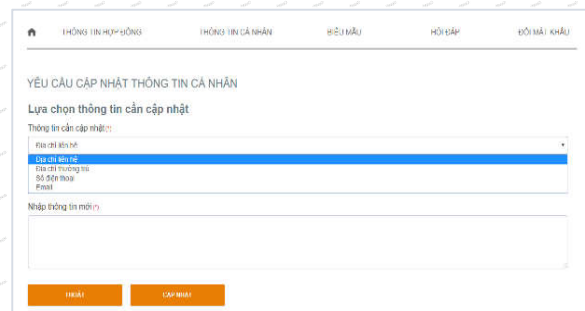 THÔNG TIN HỢP ĐỒNG THÔNG TIN CÁ NHÂN BIỂU MẪU HỎI ĐÁP ĐỔI MẬT KHẨU
YÊU CẦU CẬP NHẬT THÔNG TIN CÁ NHÂN
Lựa chọn thông tin cần cập nhật
Thông tin cần cập nhật(*)
Địa chỉ liên hệ
Địa chỉ liên hệ
Địa chỉ thường trú
Số điện thoại
Email
Nhập thông tin mới (*)
THOÁT CẬP NHẬT